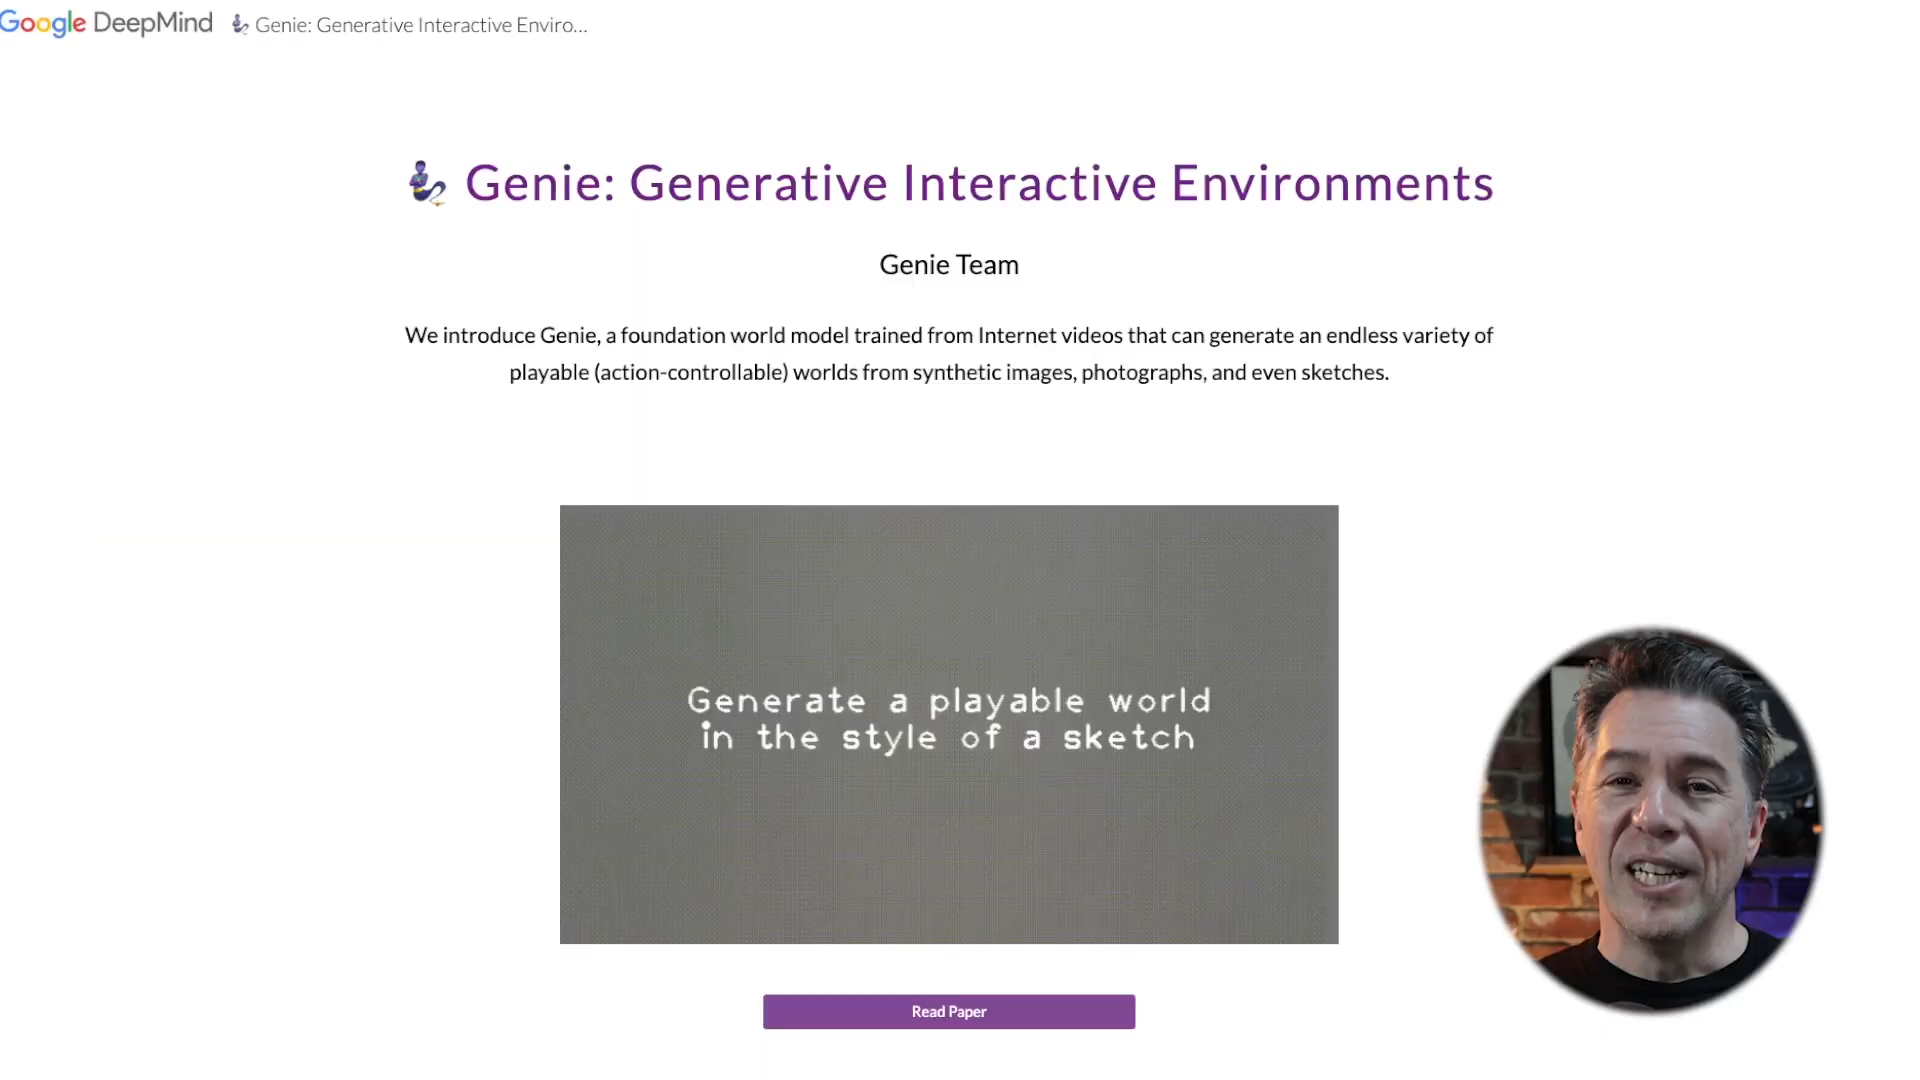 Google DeepMind Genie: Generative Interactive Enviro...
Genie: Generative Interactive Environments
Genie Team
We introduce Genie, a foundation world model trained from Internet videos that can generate an endless variety of
playable (action-controllable) worlds from synthetic images, photographs, and even sketches.
Generate a playable world
in the style of a sketch
Read Paper